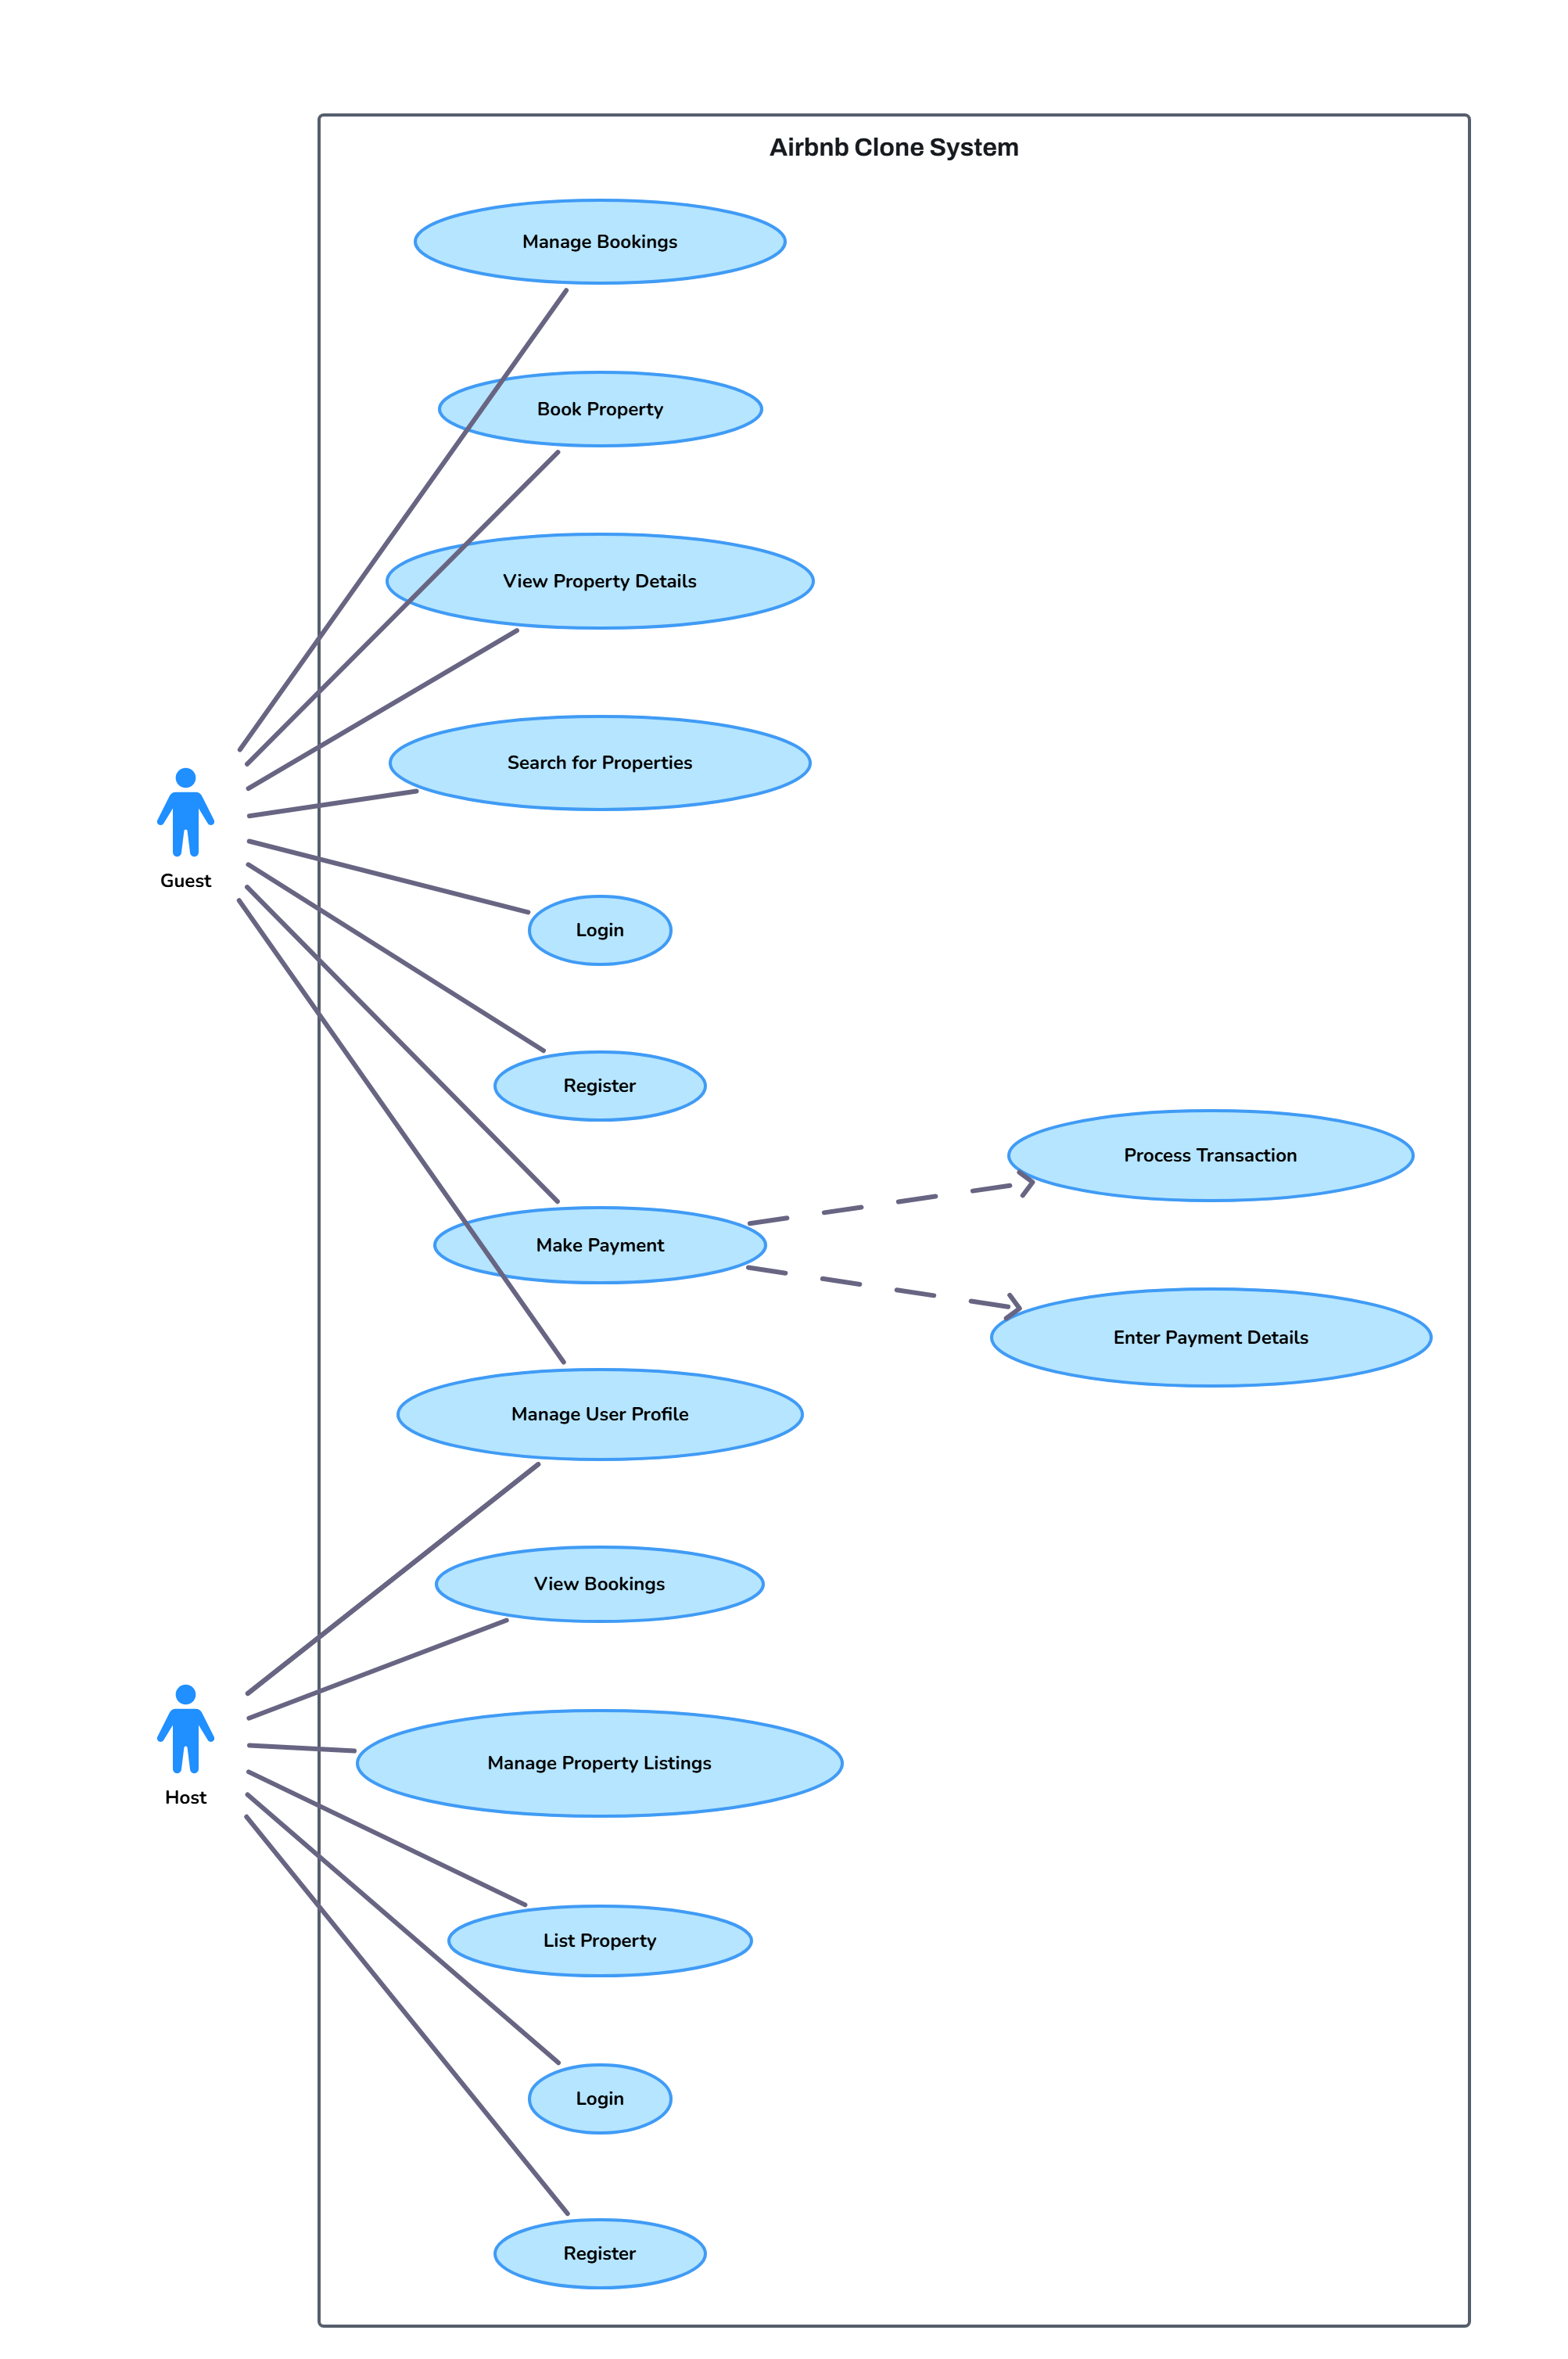 Airbnb Clone System
Manage Bookings
Book Property
View Property Details
Search for Properties
Guest
Login
Register
Process Transaction
Make Payment
Enter Payment Details
Manage User Profile
View Bookings
Manage Property Listings
Host
List Property
Login
Register